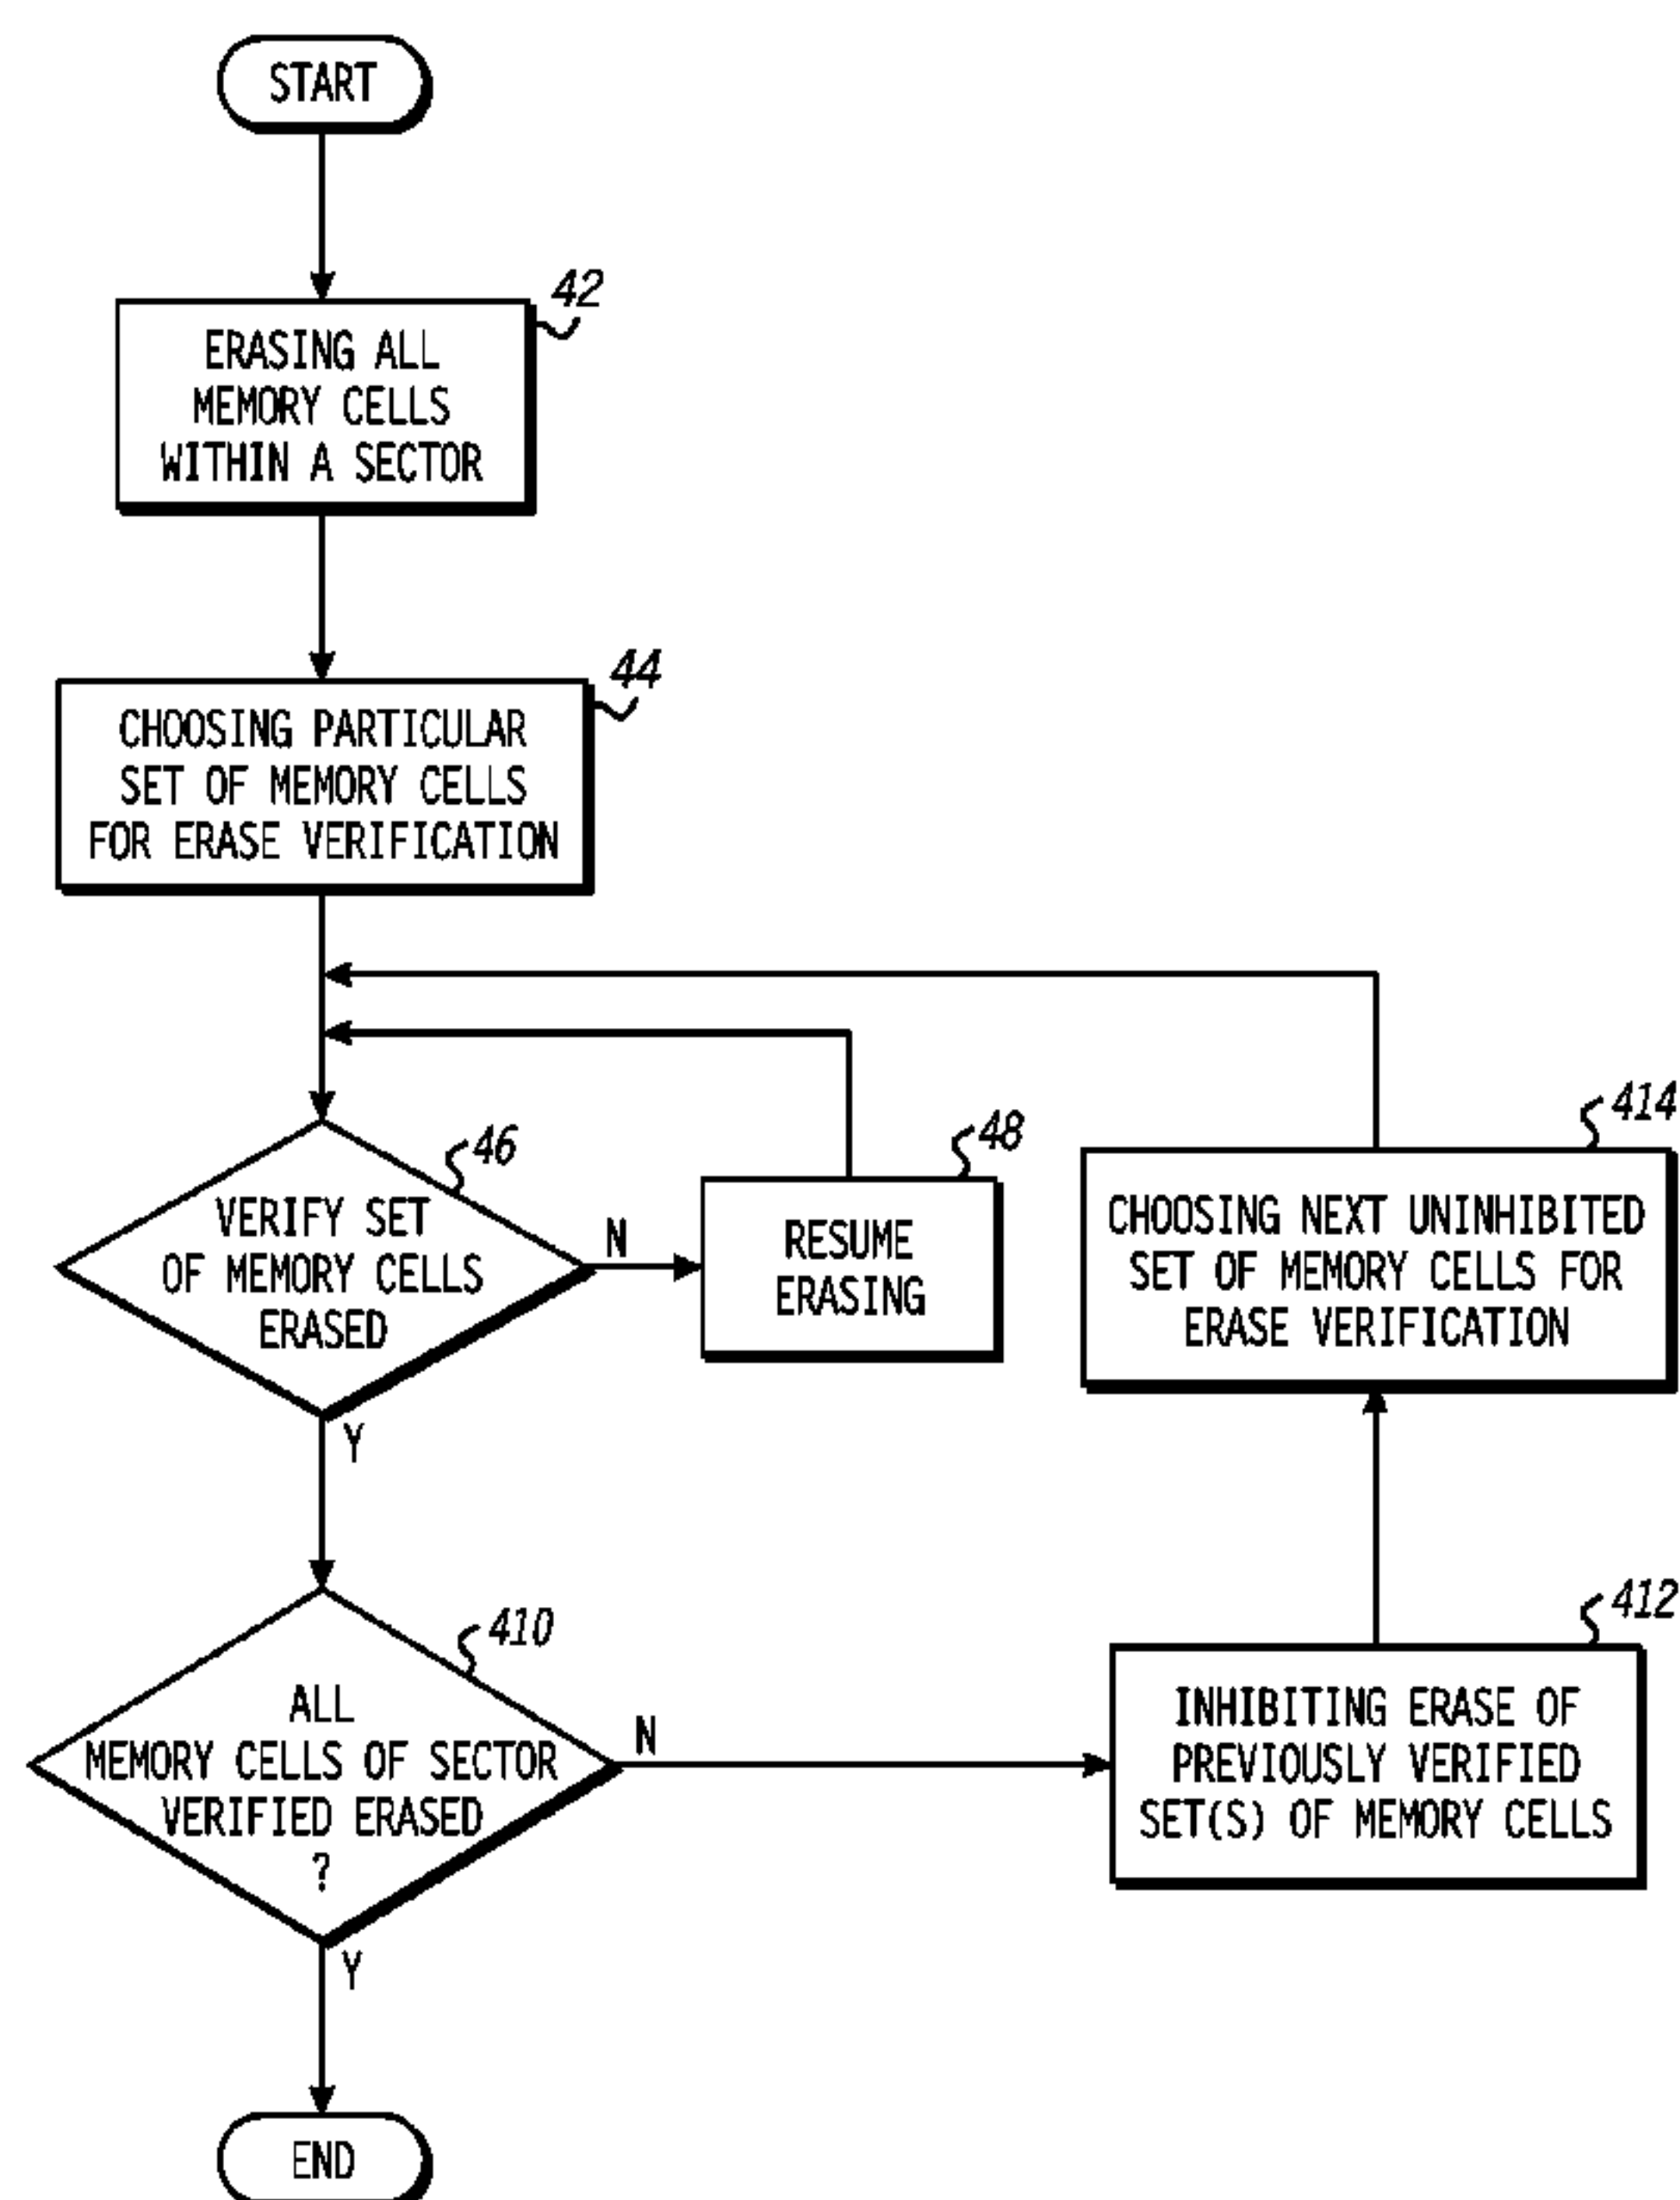 START
42
ERASING ALL
MEMORY CELLS
WITHIN A SECTOR
44
CHOOSING PARTICULAR
SET OF MEMORY CELLS
FOR ERASE VERIFICATION
46
VERIFY SET
OF MEMORY CELLS
ERASED
N
Y
48
RESUME
ERASING
414
CHOOSING NEXT UNINHIBITED
SET OF MEMORY CELLS FOR
ERASE VERIFICATION
410
ALL
MEMORY CELLS OF SECTOR
VERIFIED ERASED
?
N
Y
412
INHIBITING ERASE OF
PREVIOUSLY VERIFIED
SET(S) OF MEMORY CELLS
END